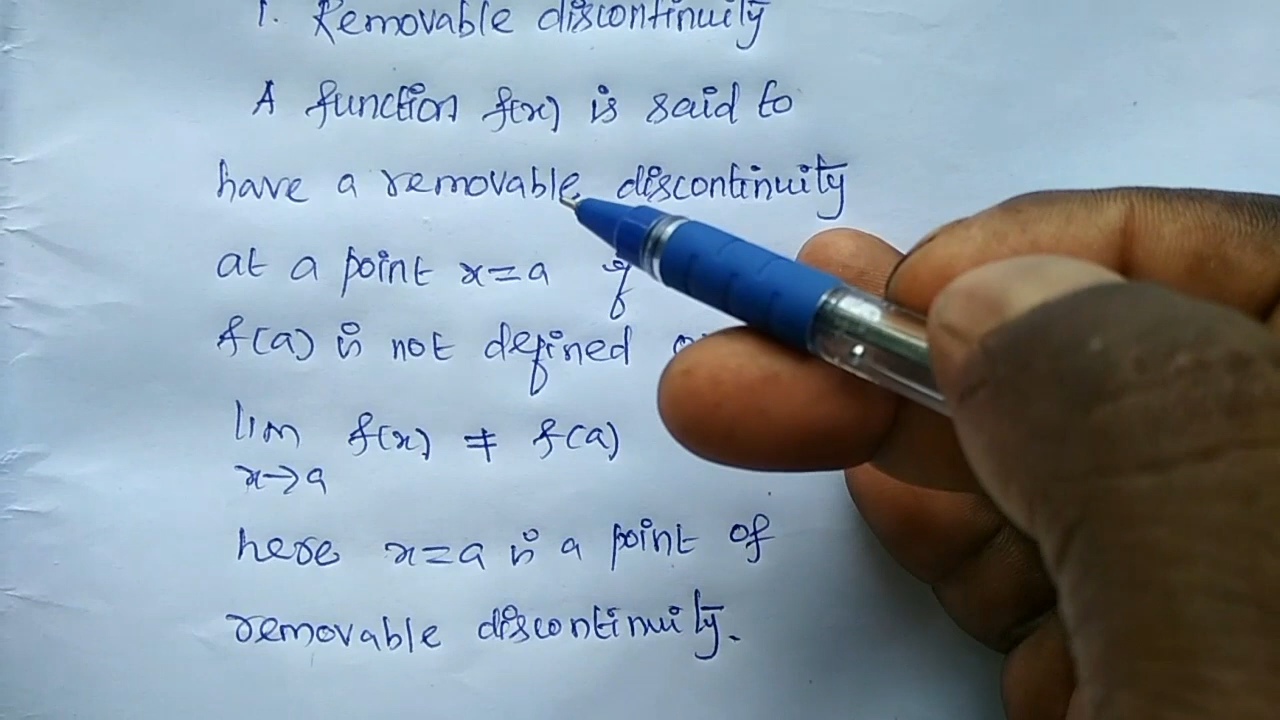 1. Removable discontinuity
A function f(x) is said to
have a removable discontinuity
at a point x=a if
f(a) is not defined
lim f(x) ≠ f(a)
x→a
here x=a is a point of
removable discontinuity.